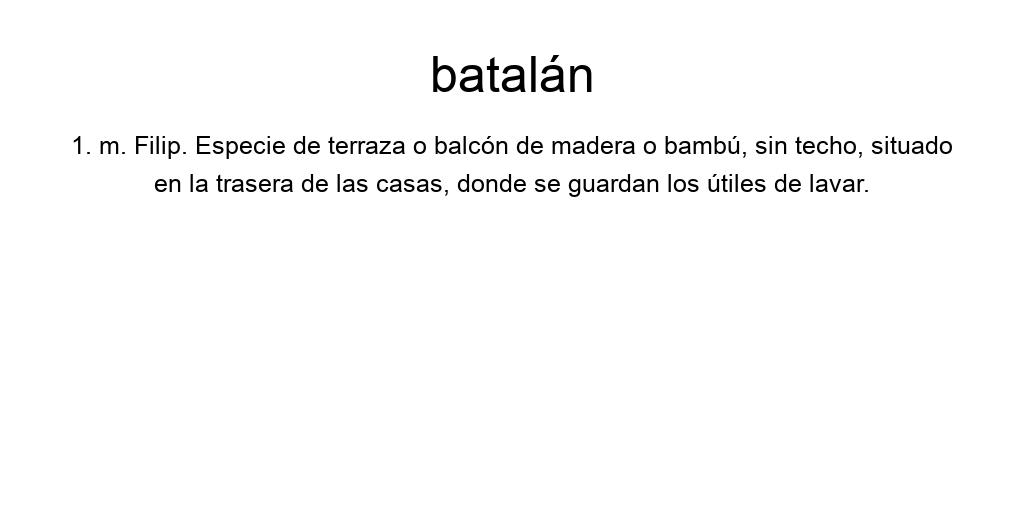 batalán
1. m. Filip. Especie de terraza o balcón de madera o bambú, sin techo, situado
en la trasera de las casas, donde se guardan los útiles de lavar.